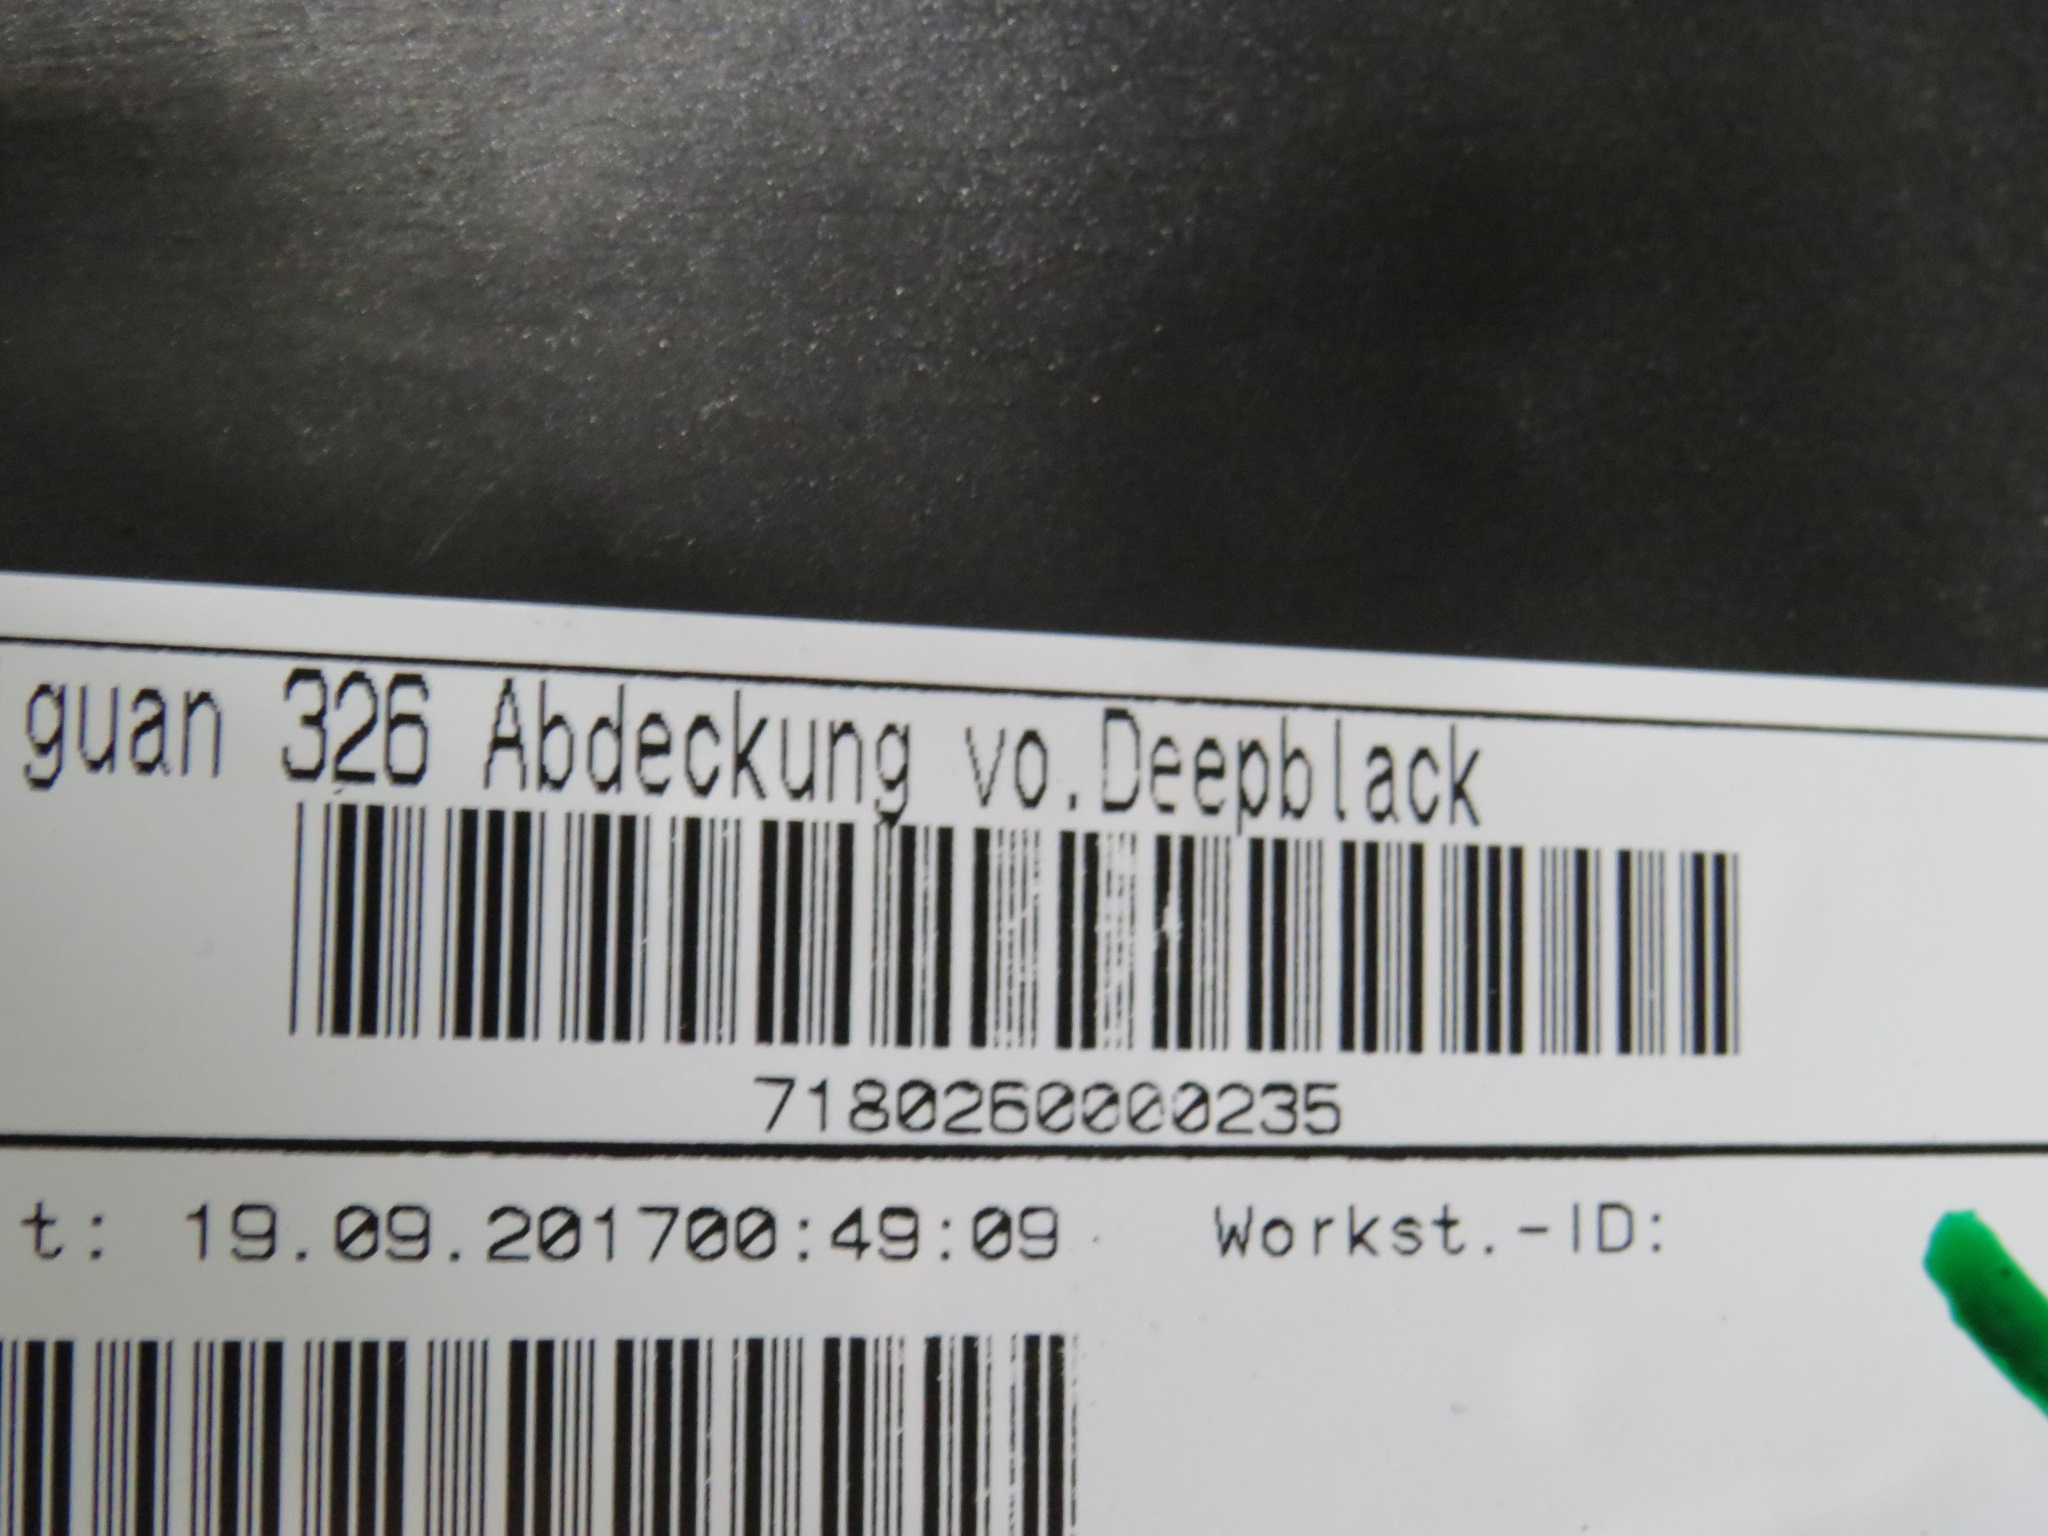 guan 326 Abdeckung vo.Deepblack
7180260000235
t: 19.09.201700:49:09 Workst.-ID: